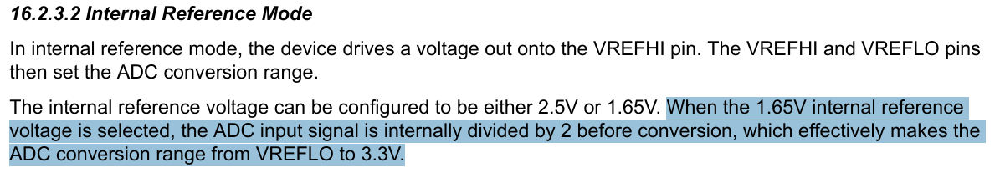 16.2.3.2 Internal Reference Mode
In internal reference mode, the device drives a voltage out onto the VREFHI pin. The VREFHI and VREFLO pins
then set the ADC conversion range.
The internal reference voltage can be configured to be either 2.5V or 1.65V. When the 1.65V internal reference
voltage is selected, the ADC input signal is internally divided by 2 before conversion, which effectively makes the
ADC conversion range from VREFLO to 3.3V.